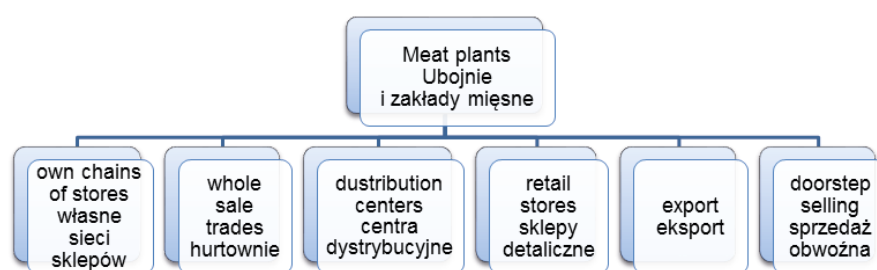 Meat plants
Ubojnie
i zakłady mięsne
own chains
of stores
własne
sieci
sklepów
whole
sale
trades
hurtownie
dustribution
centers
centra
dystrybucyjne
retail
stores
sklepy
detaliczne
export
eksport
doorstep
selling
sprzedaż
obwoźna